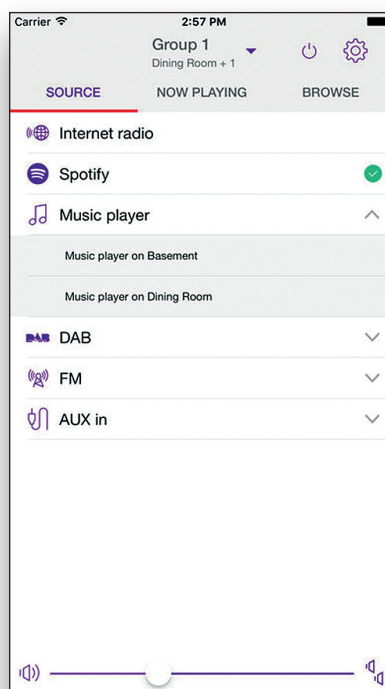 Carrier 2:57 PM
Group 1
Dining Room + 1
SOURCE NOW PLAYING BROWSE
Internet radio
Spotify
Music player
Music player on Basement
Music player on Dining Room
DAB DAB
FM
AUX in